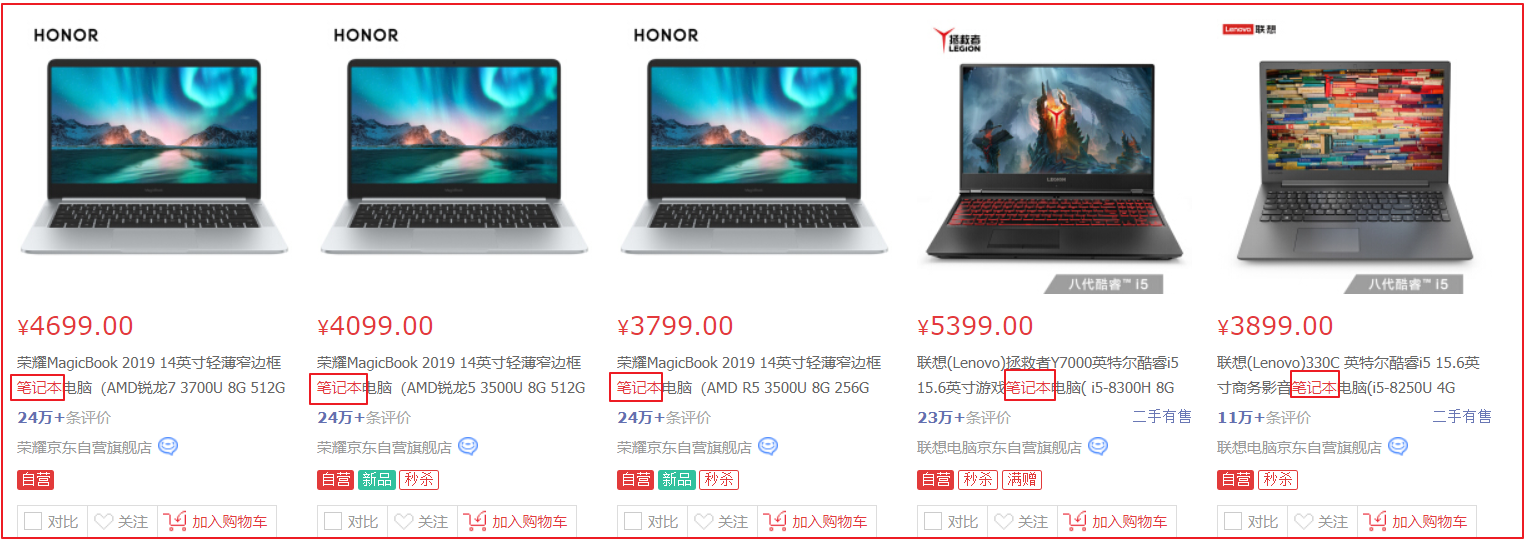 HONOR
¥4699.00
荣耀MagicBook 2019 14英寸轻薄窄边框
笔记本电脑（AMD锐龙7 3700U 8G 512G
24万+条评价
荣耀京东自营旗舰店
自营
对比 关注 加入购物车
HONOR
¥4099.00
荣耀MagicBook 2019 14英寸轻薄窄边框
笔记本电脑（AMD锐龙5 3500U 8G 512G
24万+条评价
荣耀京东自营旗舰店
自营 新品 秒杀
对比 关注 加入购物车
HONOR
¥3799.00
荣耀MagicBook 2019 14英寸轻薄窄边框
笔记本电脑（AMD R5 3500U 8G 256G
24万+条评价
荣耀京东自营旗舰店
自营 新品 秒杀
对比 关注 加入购物车
拯救者
LEGION
LEGION
八代酷睿™ i5
¥5399.00
联想(Lenovo)拯救者Y7000英特尔酷睿i5
15.6英寸游戏笔记本电脑( i5-8300H 8G
23万+条评价 二手有售
联想电脑京东自营旗舰店
自营 秒杀 满赠
对比 关注 加入购物车
Lenovo 联想
八代酷睿™ i5
¥3899.00
联想(Lenovo)330C 英特尔酷睿i5 15.6英
寸商务影音笔记本电脑(i5-8250U 4G
11万+条评价 二手有售
联想电脑京东自营旗舰店
自营 秒杀
对比 关注 加入购物车